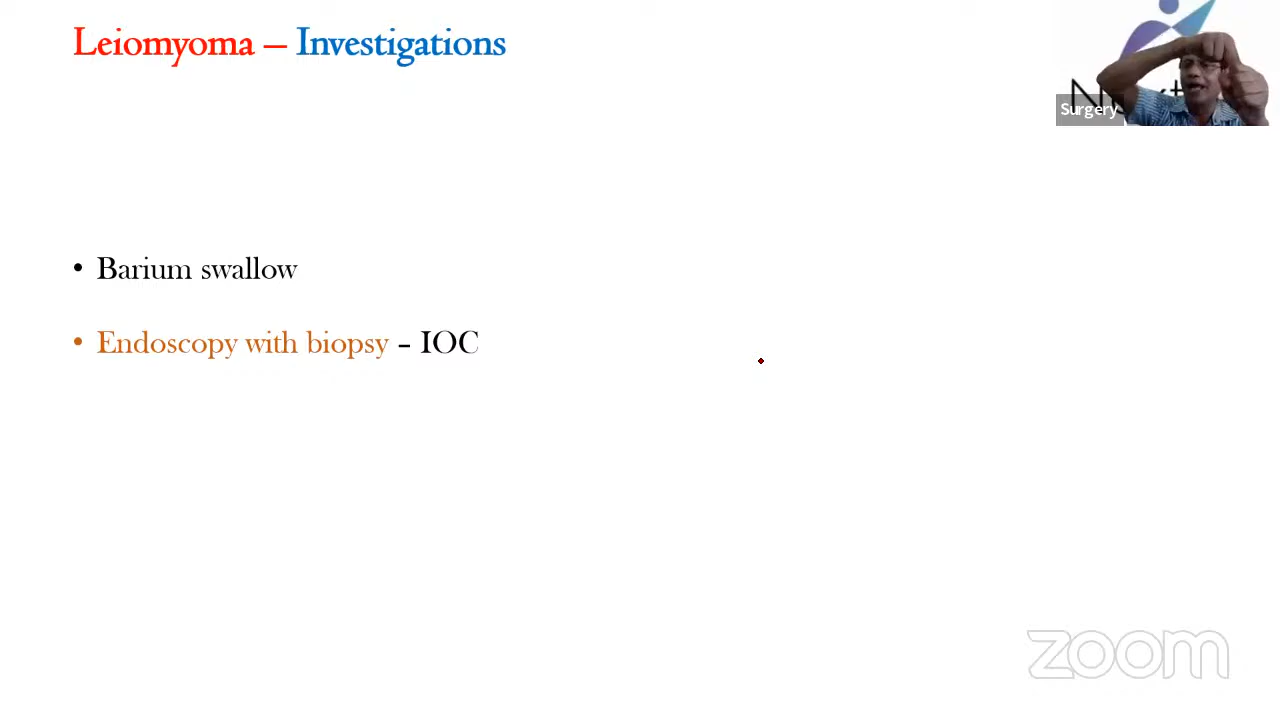 Leiomyoma – Investigations
Surgery
• Barium swallow
• Endoscopy with biopsy – IOC
zoom